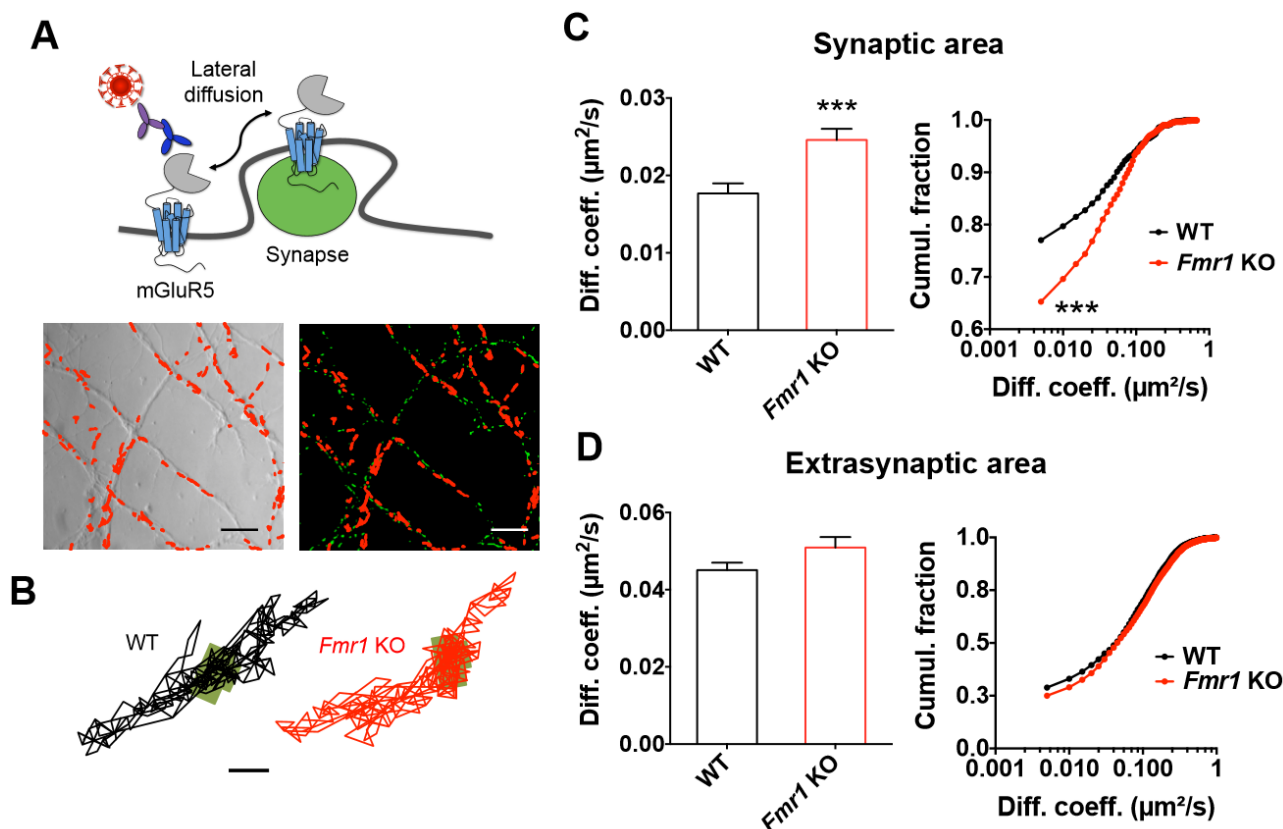 A
Lateral
diffusion
Synapse
mGluR5
B
WT
Fmr1 KO
C
Synaptic area
Diff. coeff. (µm²/s)
0.03
0.02
0.01
0.00
***
WT
Fmr1 KO
Cumul. fraction
1.0
0.9
0.8
0.7
0.6
WT
Fmr1 KO
***
0.001 0.010 0.100 1
Diff. coeff. (µm²/s)
D
Extrasynaptic area
Diff. coeff. (µm²/s)
0.06
0.04
0.02
0.00
WT
Fmr1 KO
Cumul. fraction
1.0
0.8
0.5
0.3
0.0
WT
Fmr1 KO
0.001 0.010 0.100 1
Diff. coeff. (µm²/s)